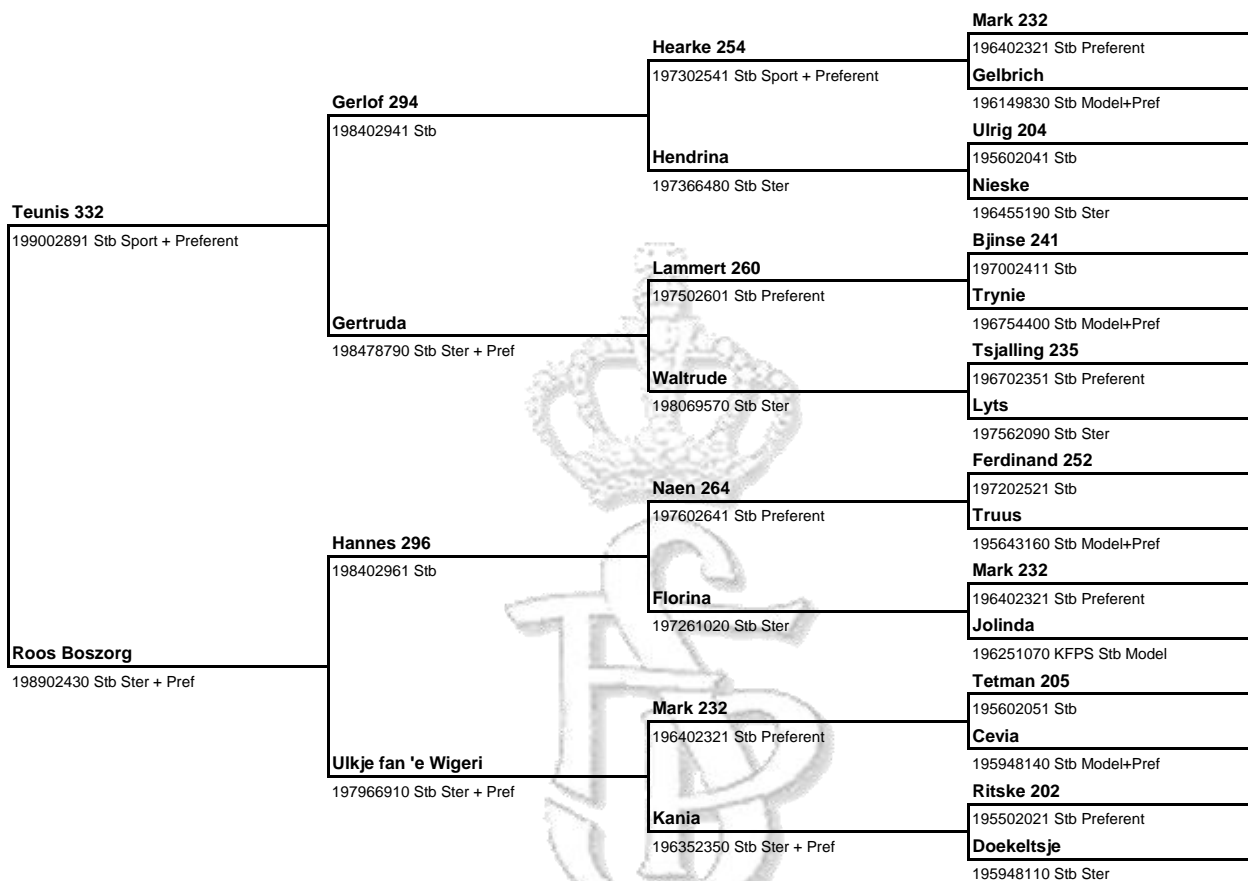 Mark 232
Hearke 254
196402321 Stb Preferent
197302541 Stb Sport + Preferent
Gelbrich
Gerlof 294
196149830 Stb Model+Pref
198402941 Stb
Ulrig 204
Hendrina
195602041 Stb
197366480 Stb Ster
Nieske
Teunis 332
196455190 Stb Ster
199002891 Stb Sport + Preferent
Bjinse 241
Lammert 260
197002411 Stb
197502601 Stb Preferent
Trynie
Gertruda
196754400 Stb Model+Pref
198478790 Stb Ster + Pref
Tsjalling 235
Waltrude
196702351 Stb Preferent
198069570 Stb Ster
Lyts
197562090 Stb Ster
Ferdinand 252
Naen 264
197202521 Stb
197602641 Stb Preferent
Truus
Hannes 296
195643160 Stb Model+Pref
198402961 Stb
Mark 232
Florina
196402321 Stb Preferent
197261020 Stb Ster
Jolinda
Roos Boszorg
196251070 KFPS Stb Model
198902430 Stb Ster + Pref
Tetman 205
Mark 232
195602051 Stb
196402321 Stb Preferent
Cevia
Ulkje fan 'e Wigeri
195948140 Stb Model+Pref
197966910 Stb Ster + Pref
Ritske 202
Kania
195502021 Stb Preferent
196352350 Stb Ster + Pref
Doekeltsje
195948110 Stb Ster